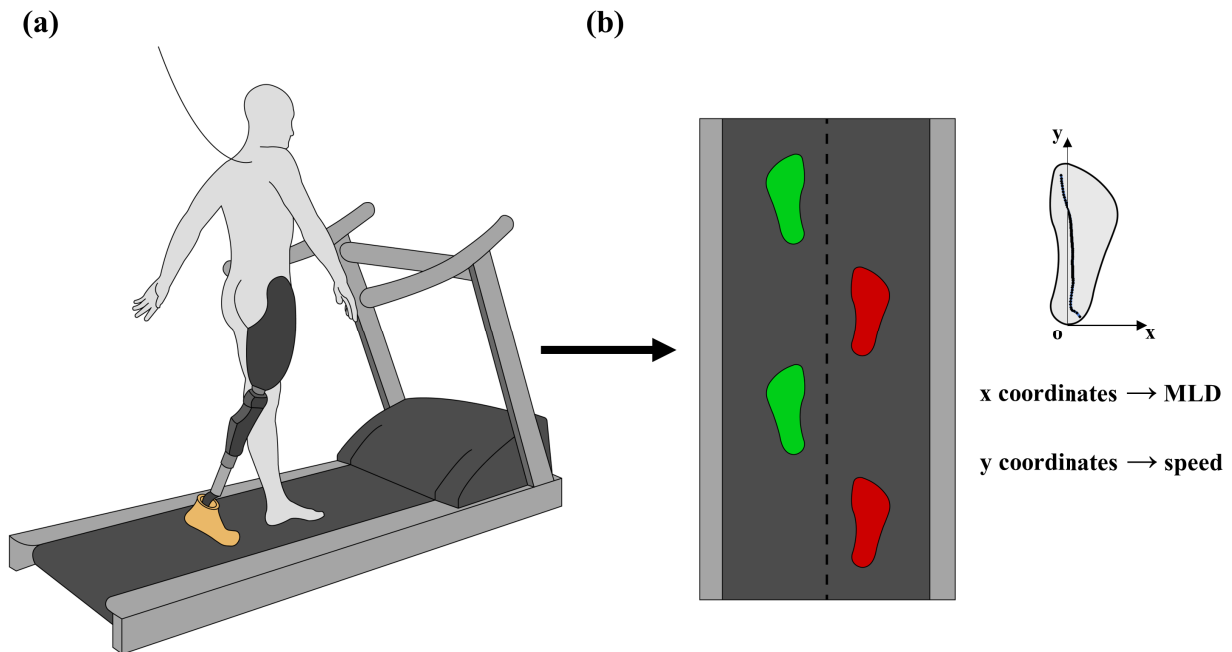 (a)
(b)
y
o
x
x coordinates → MLD
y coordinates → speed